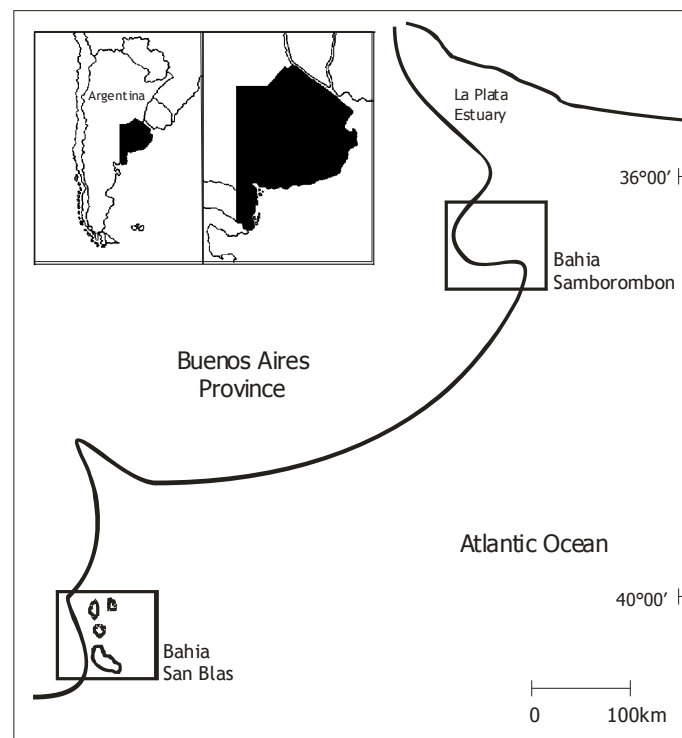 Argentina
La Plata
Estuary
36°00'
Bahia
Samborombon
Buenos Aires
Province
Atlantic Ocean
40°00'
Bahia
San Blas
0 100km